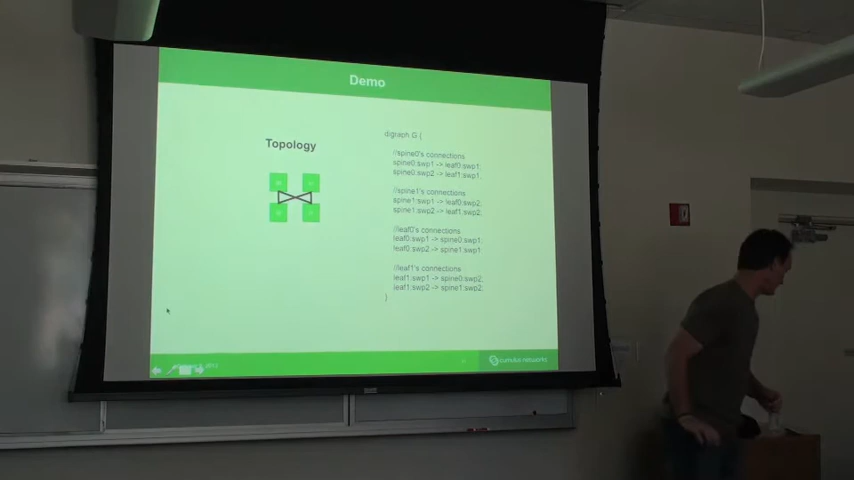 Demo
Topology
digraph G {
//spine0's connections
spine0:swp1 -> leaf0:swp1;
spine0:swp2 -> leaf1:swp1;
//spine1's connections
spine1:swp1 -> leaf0:swp2;
spine1:swp2 -> leaf1:swp2;
//leaf0's connections
leaf0:swp1 -> spine0:swp1;
leaf0:swp2 -> spine1:swp1
//leaf1's connections
leaf1:swp1 -> spine0:swp2;
leaf1:swp2 -> spine1:swp2;
}
cumulus networks